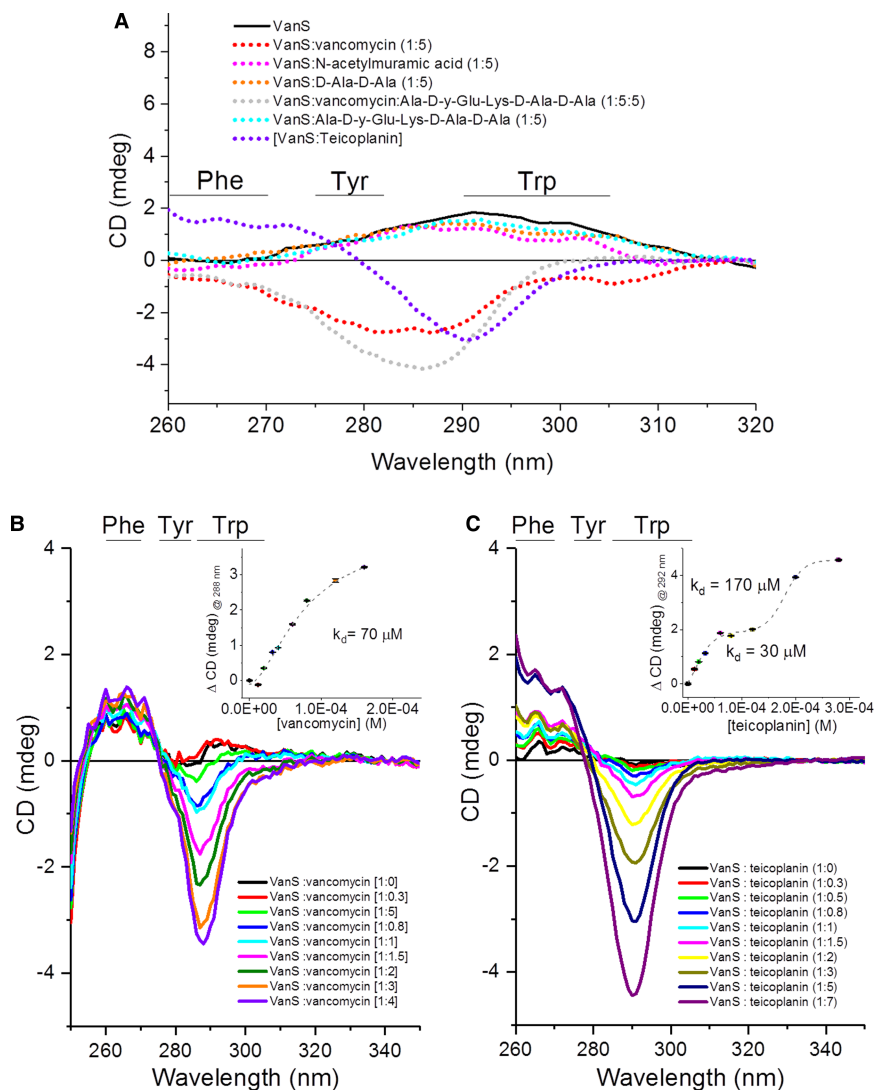 A
VanS
VanS:vancomycin (1:5)
VanS:N-acetylmuramic acid (1:5)
VanS:D-Ala-D-Ala (1:5)
VanS:vancomycin:Ala-D-y-Glu-Lys-D-Ala-D-Ala (1:5:5)
VanS:Ala-D-y-Glu-Lys-D-Ala-D-Ala (1:5)
[VanS:Teicoplanin]
Phe Tyr Trp
CD (mdeg)
8
6
4
2
0
-2
-4
260 270 280 290 300 310 320
Wavelength (nm)
B
Phe Tyr Trp
CD (mdeg)
4
2
0
-2
-4
Δ CD (mdeg) @ 288 nm
3
2
1
0
kd= 70 μM
0.0 1.0E-04 2.0E-04
[vancomycin] (M)
VanS :vancomycin [1:0]
VanS :vancomycin [1:0.3]
VanS :vancomycin [1:5]
VanS :vancomycin [1:0.8]
VanS :vancomycin [1:1]
VanS :vancomycin [1:1.5]
VanS :vancomycin [1:2]
VanS :vancomycin [1:3]
VanS :vancomycin [1:4]
260 280 300 320 340
Wavelength (nm)
C
Phe Tyr Trp
CD (mdeg)
4
2
0
-2
-4
Δ CD (mdeg) @ 292 nm
4
2
0
kd = 170 μM
kd = 30 μM
0.0E+00 1.0E-04 2.0E-04 3.0E-04
[teicoplanin] (M)
VanS : teicoplanin (1:0)
VanS : teicoplanin (1:0.3)
VanS : teicoplanin (1:0.5)
VanS : teicoplanin (1:0.8)
VanS : teicoplanin (1:1)
VanS : teicoplanin (1:1.5)
VanS : teicoplanin (1:2)
VanS : teicoplanin (1:3)
VanS : teicoplanin (1:5)
VanS : teicoplanin (1:7)
260 280 300 320 340
Wavelength (nm)